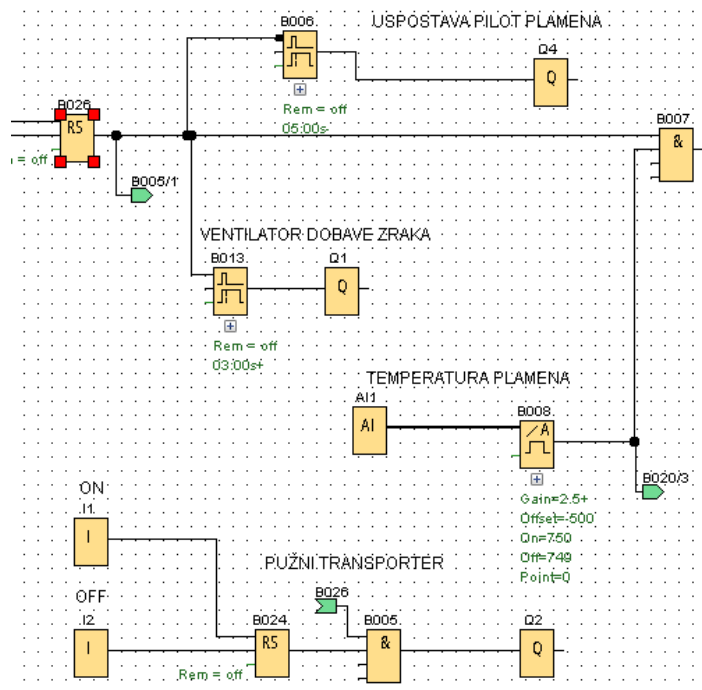 B006
USPOSTAVA PILOT PLAMENA
Q4
Q
Rem = off
05:00s-
B026
RS
= off
B005/1
B007
&
VENTILATOR DOBAVE ZRAKA
B013
Q1
Q
Rem = off
03:00s+
TEMPERATURA PLAMENA
AI1
AI
B008
/A
B020/3
Gain=2.5+
Offset=-500
On=750
Off=749
Point=0
ON
I1
I
PUŽNI TRANSPORTER
OFF
I2
I
B024
RS
Rem = off
B026
B005
&
Q2
Q